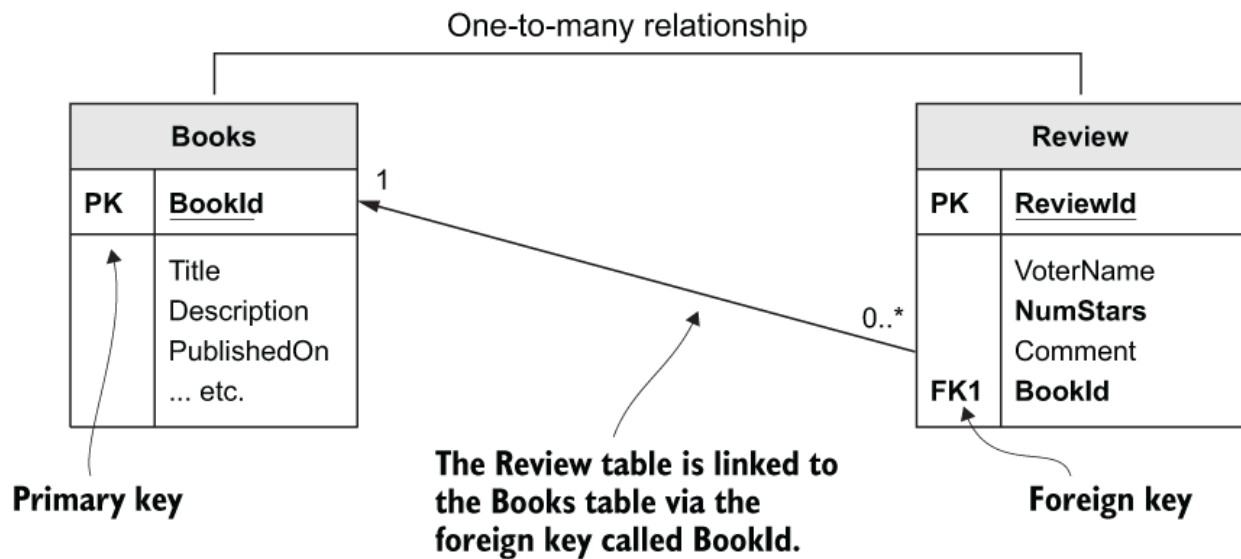 One-to-many relationship
Books
PK BookId
Title
Description
PublishedOn
... etc.
1
0..*
Review
PK ReviewId
VoterName
NumStars
Comment
FK1 BookId
Primary key
The Review table is linked to
the Books table via the
foreign key called BookId.
Foreign key